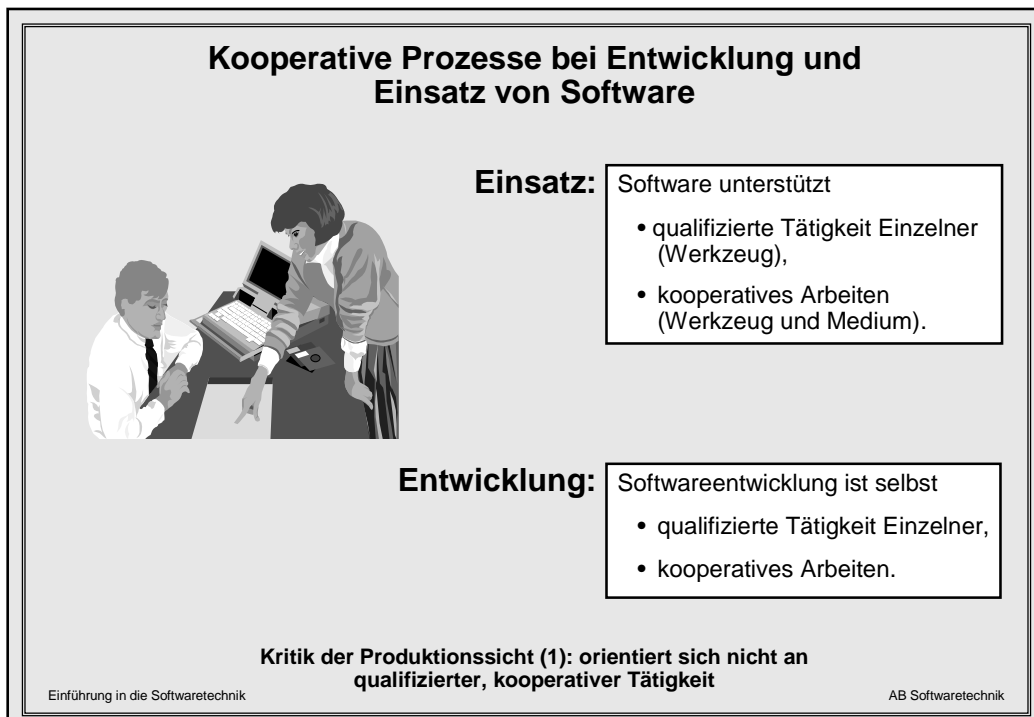 Kooperative Prozesse bei Entwicklung und
Einsatz von Software
Einsatz:
Software unterstützt
• qualifizierte Tätigkeit Einzelner
(Werkzeug),
• kooperatives Arbeiten
(Werkzeug und Medium).
Entwicklung:
Softwareentwicklung ist selbst
• qualifizierte Tätigkeit Einzelner,
• kooperatives Arbeiten.
Kritik der Produktionssicht (1): orientiert sich nicht an
qualifizierter, kooperativer Tätigkeit
Einführung in die Softwaretechnik
AB Softwaretechnik